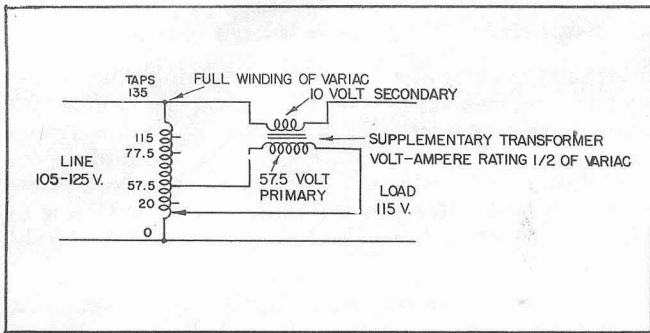 TAPS
135
FULL WINDING OF VARIAC
10 VOLT SECONDARY
115
77.5
SUPPLEMENTARY TRANSFORMER
VOLT-AMPERE RATING 1/2 OF VARIAC
LINE
105-125 V.
57.5
57.5 VOLT
PRIMARY
LOAD
115 V.
20
0